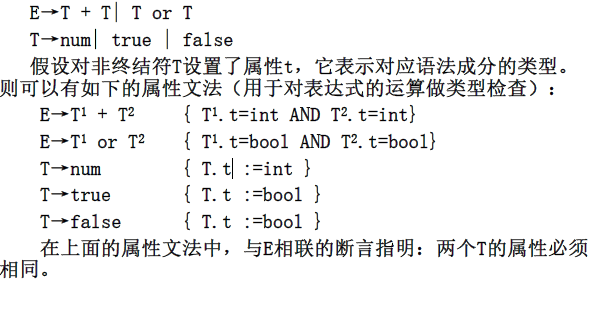 E→T + T| T or T
T→num| true | false
假设对非终结符T设置了属性t，它表示对应语法成分的类型。
则可以有如下的属性文法（用于对表达式的运算做类型检查）：
E→T¹ + T² { T¹.t=int AND T².t=int}
E→T¹ or T² { T¹.t=bool AND T².t=bool}
T→num { T.t :=int }
T→true { T.t :=bool }
T→false { T.t :=bool }
在上面的属性文法中，与E相联的断言指明：两个T的属性必须
相同。